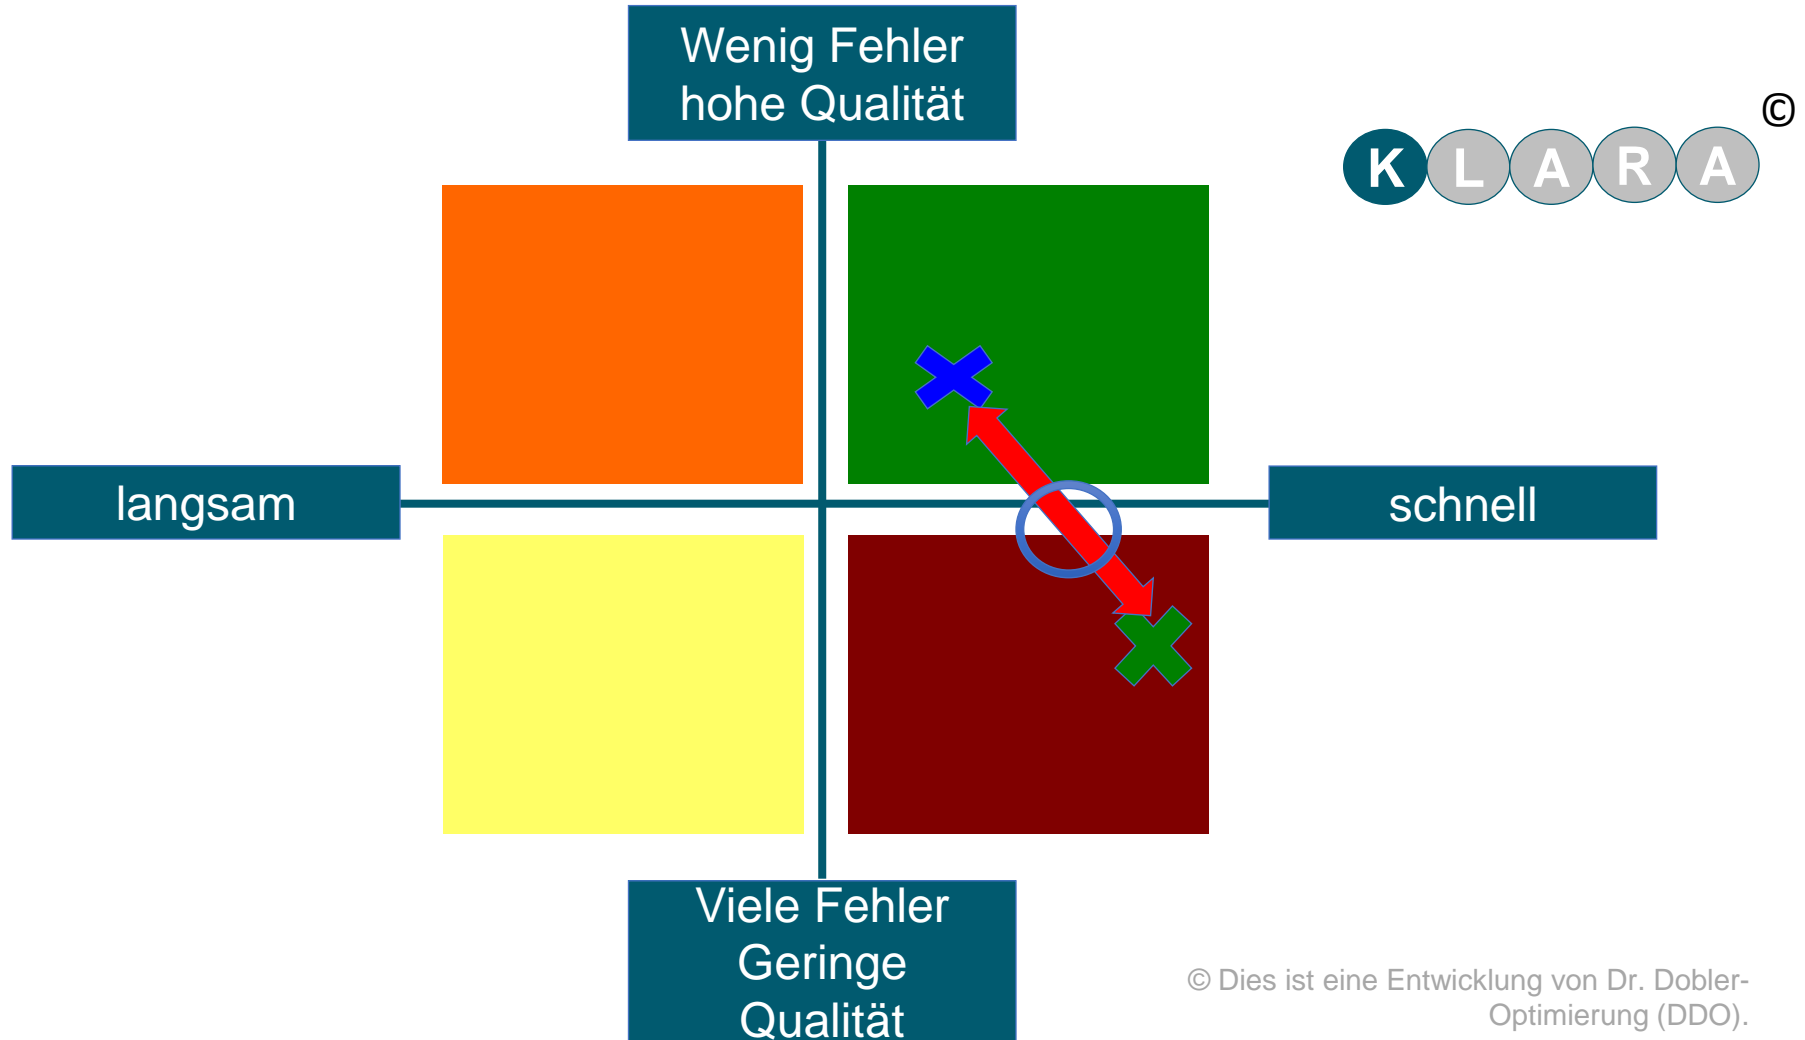 Wenig Fehler
hohe Qualität
©
K L A R A
langsam
schnell
Viele Fehler
Geringe
Qualität
© Dies ist eine Entwicklung von Dr. Dobler-
Optimierung (DDO).